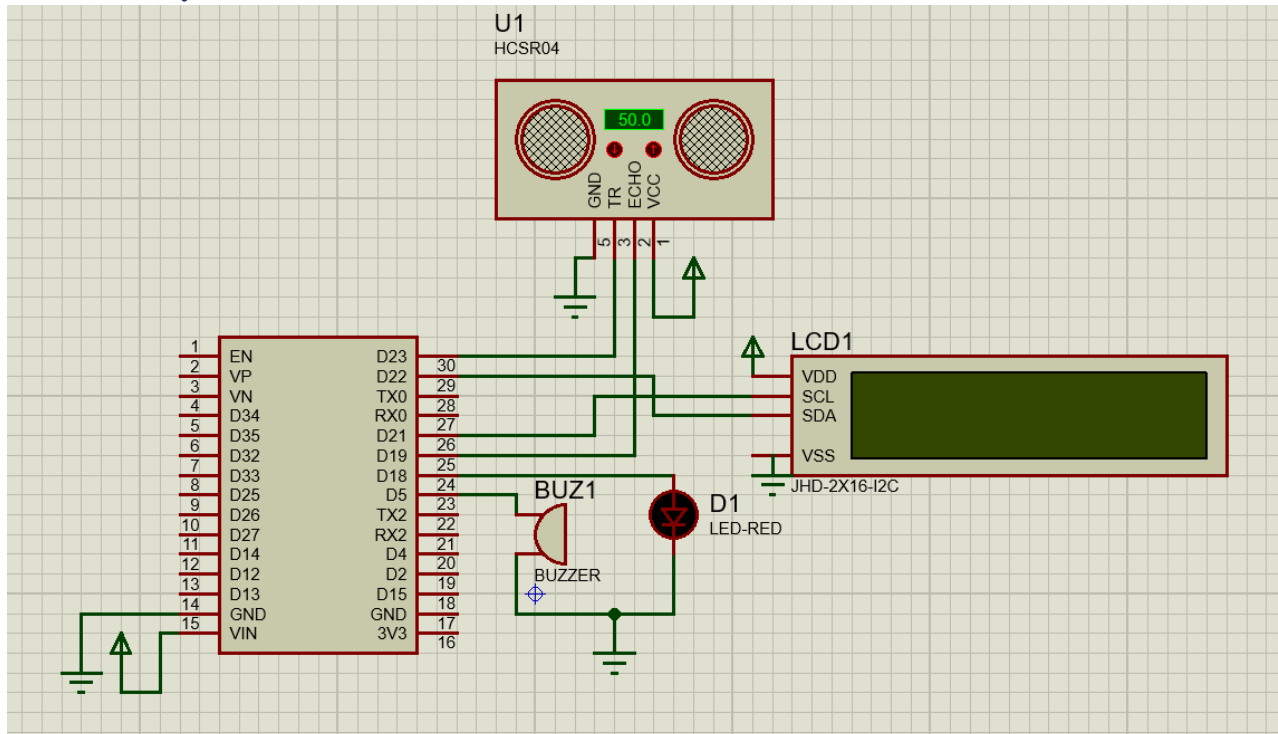 U1
HCSR04
50.0
GND
TR
ECHO
VCC
5
3
2
1
1 EN
2 VP
3 VN
4 D34
5 D35
6 D32
7 D33
8 D25
9 D26
10 D27
11 D14
12 D12
13 D13
14 GND
15 VIN
D23 30
D22 29
TX0 28
RX0 27
D21 26
D19 25
D18 24
D5 23
TX2 22
RX2 21
D4 20
D2 19
D15 18
GND 17
3V3 16
BUZ1
BUZZER
D1
LED-RED
LCD1
VDD
SCL
SDA
VSS
JHD-2X16-I2C